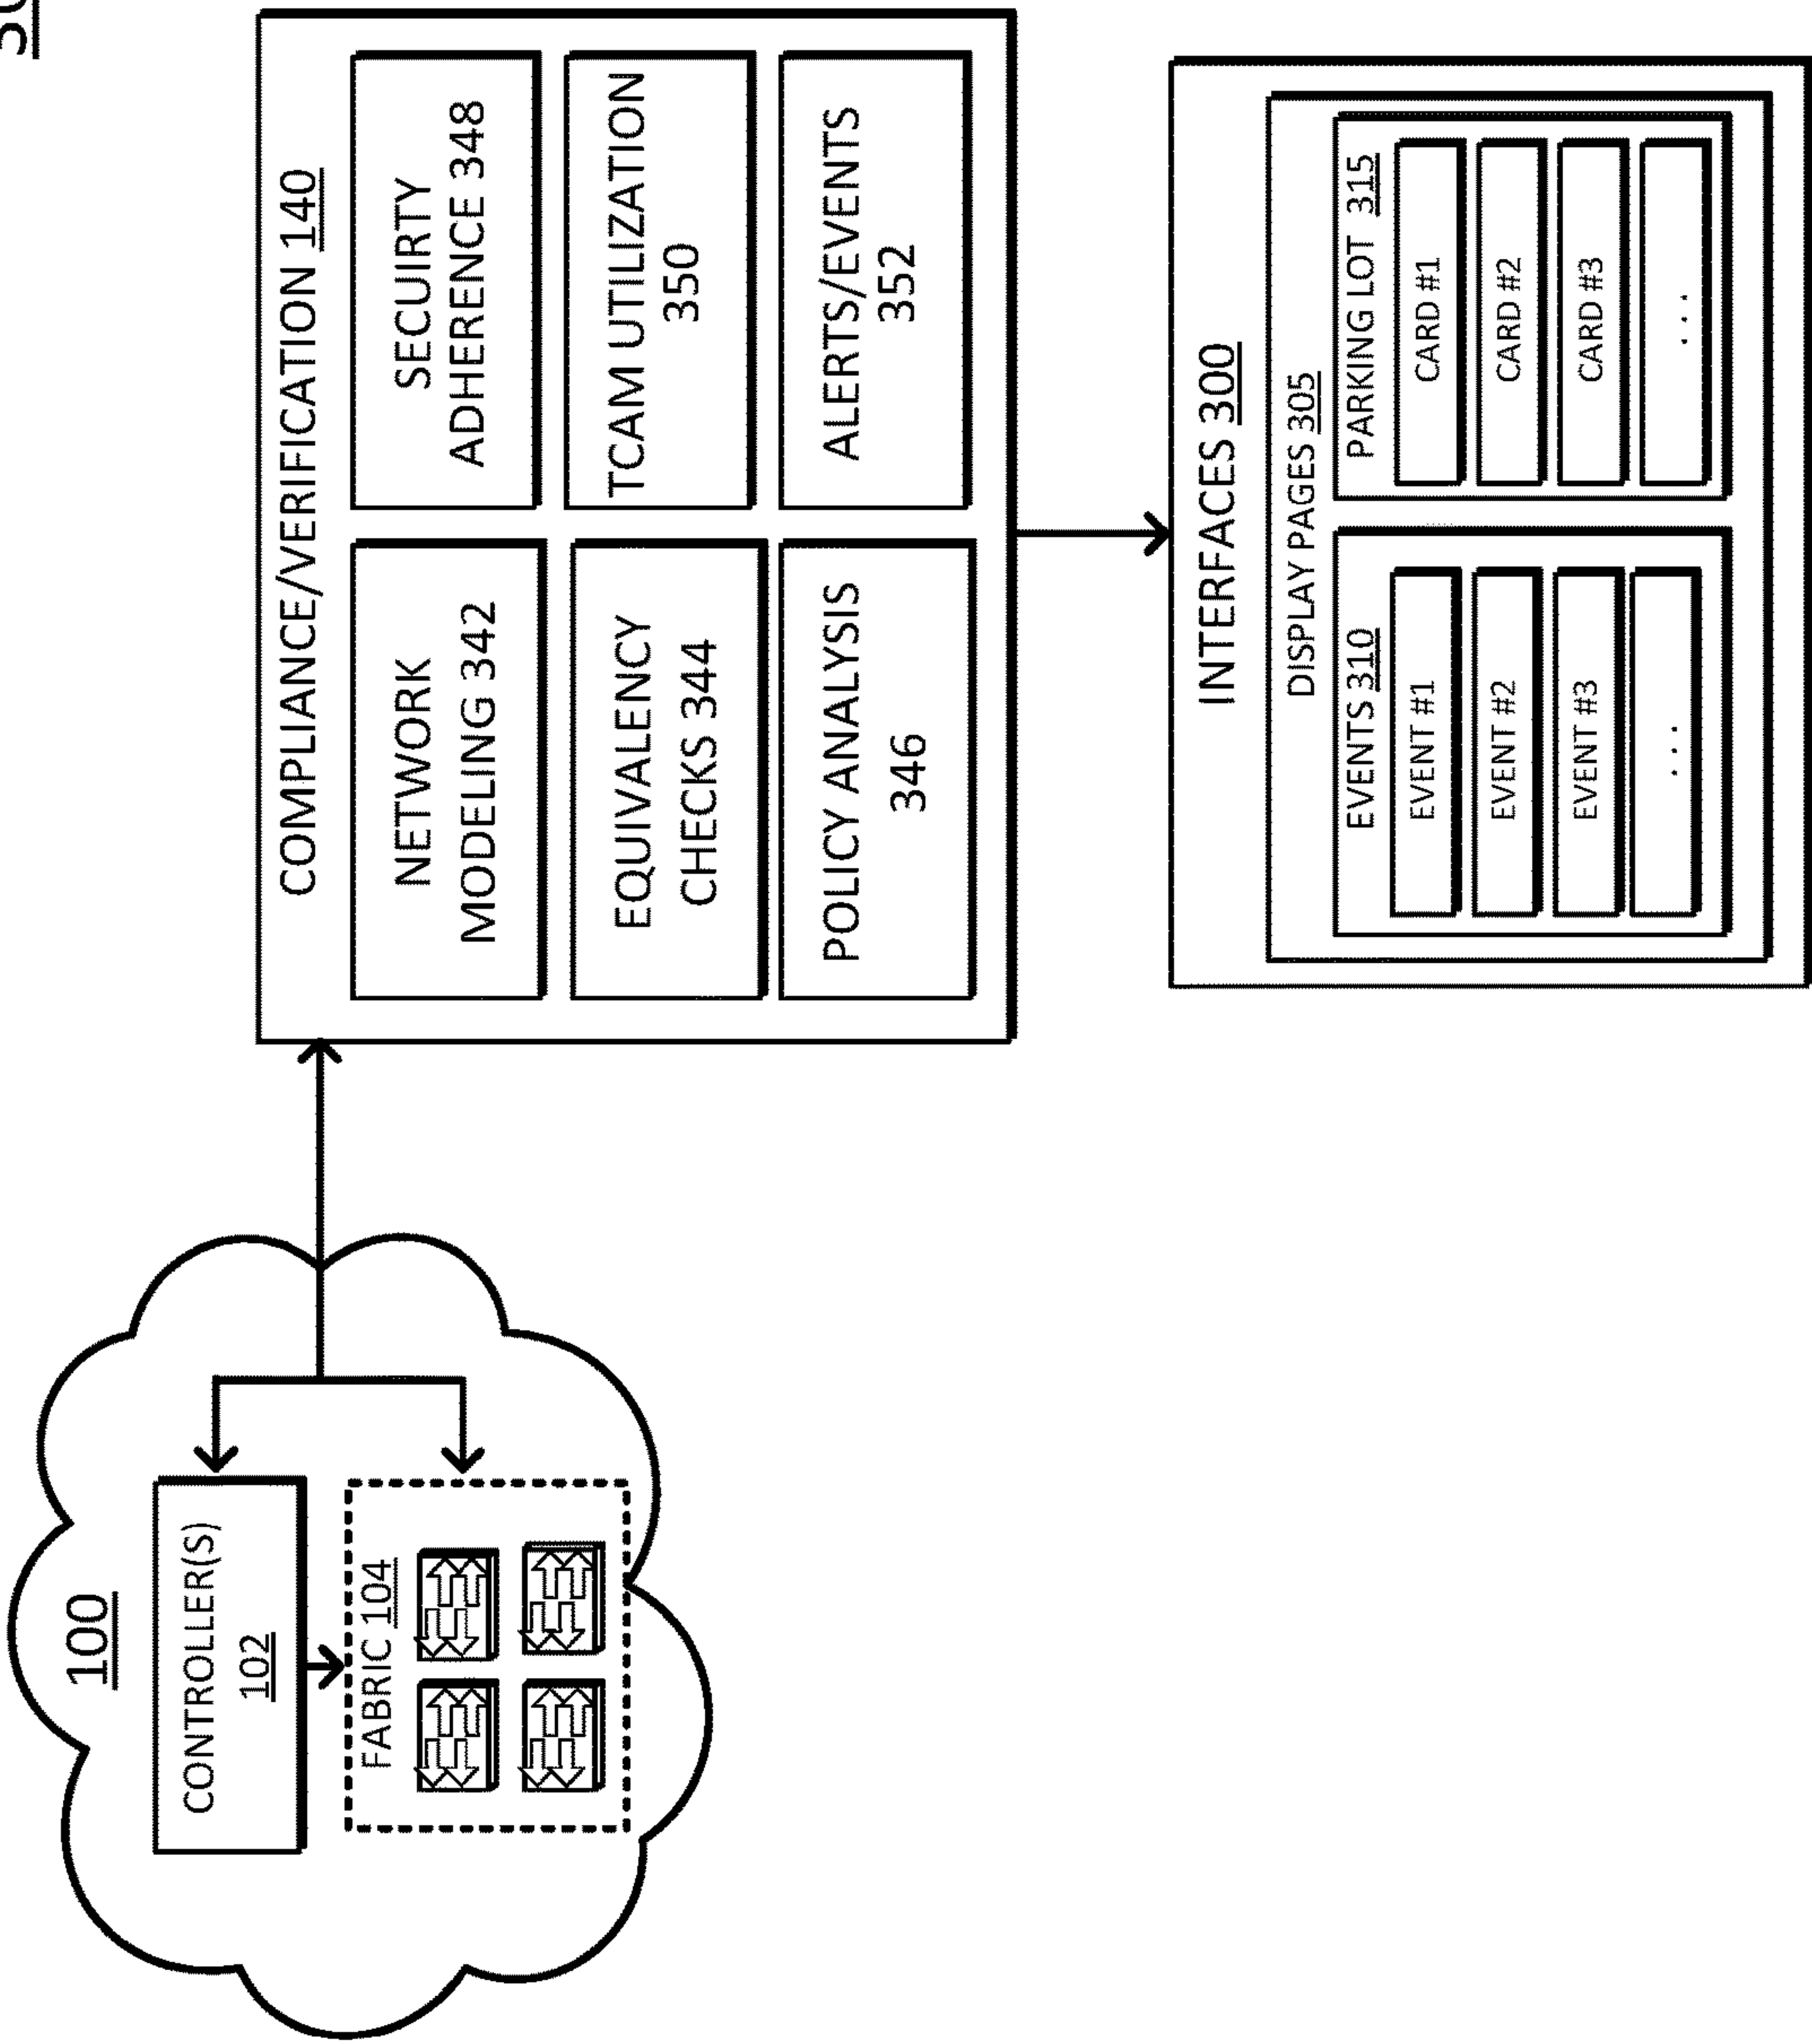 100
CONTROLLER(S)
102
FABRIC 104
COMPLIANCE/VERIFICATION 140
NETWORK
MODELING 342
SECUIRTY
ADHERENCE 348
EQUIVALENCY
CHECKS 344
TCAM UTILIZATION
350
POLICY ANALYSIS
346
ALERTS/EVENTS
352
INTERFACES 300
DISPLAY PAGES 305
EVENTS 310
EVENT #1
EVENT #2
EVENT #3
. . .
PARKING LOT 315
CARD #1
CARD #2
CARD #3
. . .